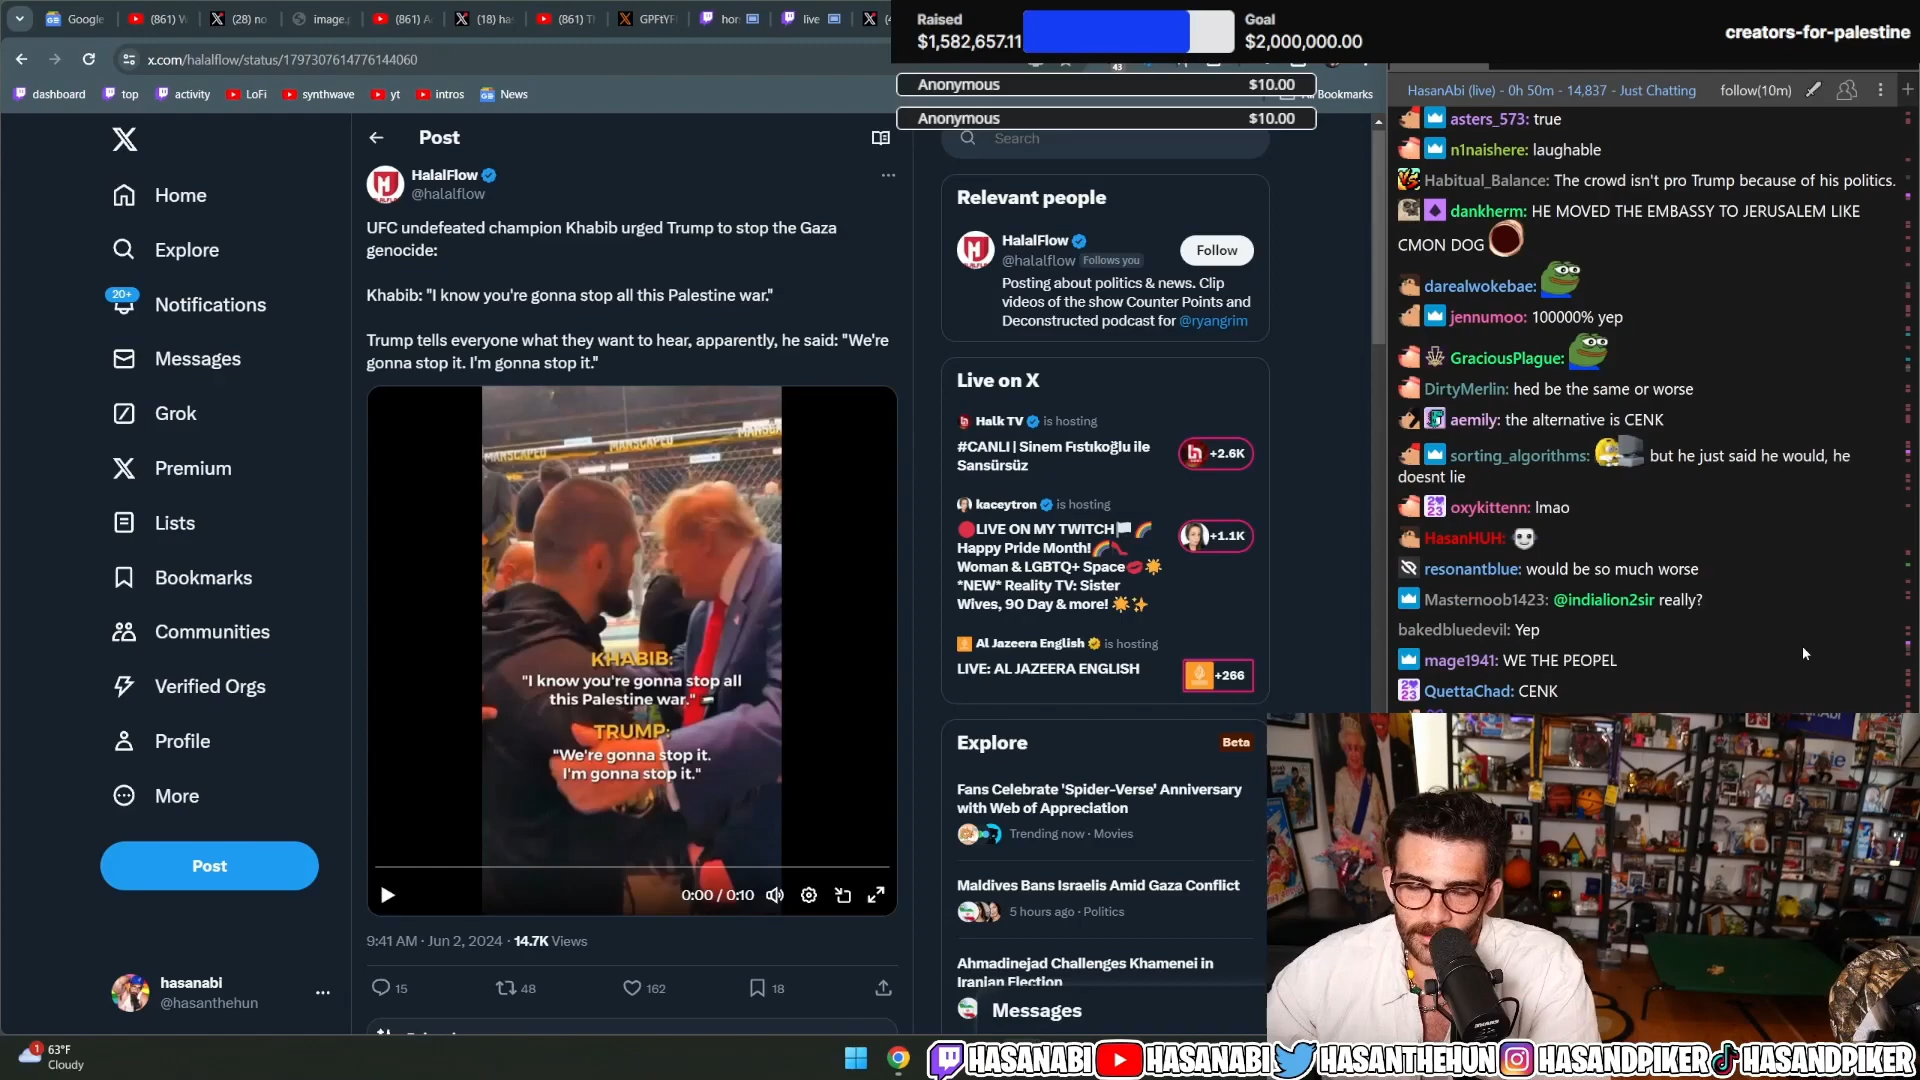 Google
(861) W
(28) no
image.
(861) A
(18) ha
(861) T
GPFtYF
hor
live
Raised
$1,582,657.11
Goal
$2,000,000.00
creators-for-palestine
x.com/halalflow/status/1797307614776144060
43
Anonymous $10.00
Anonymous $10.00
dashboard
top
activity
LoFi
synthwave
yt
intros
News
Bookmarks
Home
Explore
20+
Notifications
Messages
Grok
Premium
Lists
Bookmarks
Communities
Verified Orgs
Profile
More
Post
hasanabi
@hasanthehun
Post
HalalFlow
@halalflow
UFC undefeated champion Khabib urged Trump to stop the Gaza
genocide:
Khabib: "I know you're gonna stop all this Palestine war."
Trump tells everyone what they want to hear, apparently, he said: "We're
gonna stop it. I'm gonna stop it."
MANSCAPED
MANSCAPED
KHABIB:
"I know you're gonna stop all
this Palestine war."
TRUMP:
"We're gonna stop it.
I'm gonna stop it."
0:00 / 0:10
9:41 AM · Jun 2, 2024 · 14.7K Views
15
48
162
18
Search
Relevant people
HalalFlow
@halalflow Follows you
Follow
Posting about politics & news. Clip
videos of the show Counter Points and
Deconstructed podcast for @ryangrim
Live on X
Halk TV is hosting
#CANLI | Sinem Fıstıkoğlu ile
Sansürsüz
+2.6K
kaceytron is hosting
LIVE ON MY TWITCH
Happy Pride Month!
Woman & LGBTQ+ Space
*NEW* Reality TV: Sister
Wives, 90 Day & more!
+1.1K
Al Jazeera English is hosting
LIVE: AL JAZEERA ENGLISH
+266
Explore
Beta
Fans Celebrate 'Spider-Verse' Anniversary
with Web of Appreciation
Trending now · Movies
Maldives Bans Israelis Amid Gaza Conflict
5 hours ago · Politics
Ahmadinejad Challenges Khamenei in
Iranian Election
Messages
HasanAbi (live) - 0h 50m - 14,837 - Just Chatting
follow(10m)
asters_573: true
n1naishere: laughable
Habitual_Balance: The crowd isn't pro Trump because of his politics.
dankherm: HE MOVED THE EMBASSY TO JERUSALEM LIKE
CMON DOG
darealwokebae:
jennumoo: 100000% yep
GraciousPlague:
DirtyMerlin: hed be the same or worse
aemily: the alternative is CENK
sorting_algorithms: but he just said he would, he
doesnt lie
oxykittenn: lmao
HasanHUH:
resonantblue: would be so much worse
Masternoob1423: @indialion2sir really?
bakedbluedevil: Yep
mage1941: WE THE PEOPEL
QuettaChad: CENK
1
63°F
Cloudy
HASANABI
HASANABI
HASANTHEHUN
HASANDPIKER
HASANDPIKER